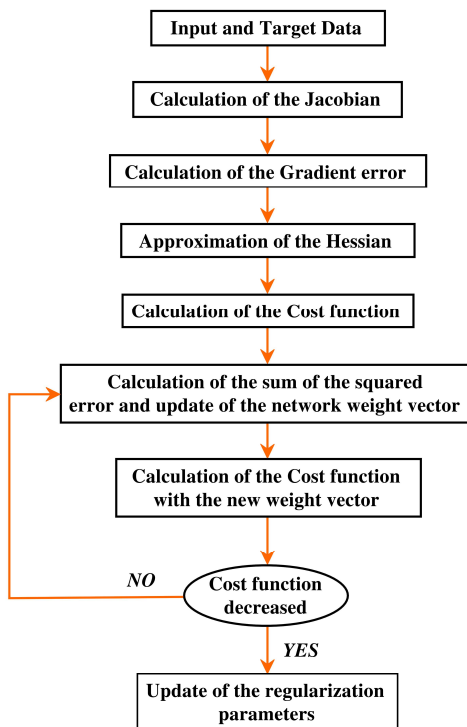 Input and Target Data
Calculation of the Jacobian
Calculation of the Gradient error
Approximation of the Hessian
Calculation of the Cost function
Calculation of the sum of the squared
error and update of the network weight vector
Calculation of the Cost function
with the new weight vector
NO
Cost function
decreased
YES
Update of the regularization
parameters